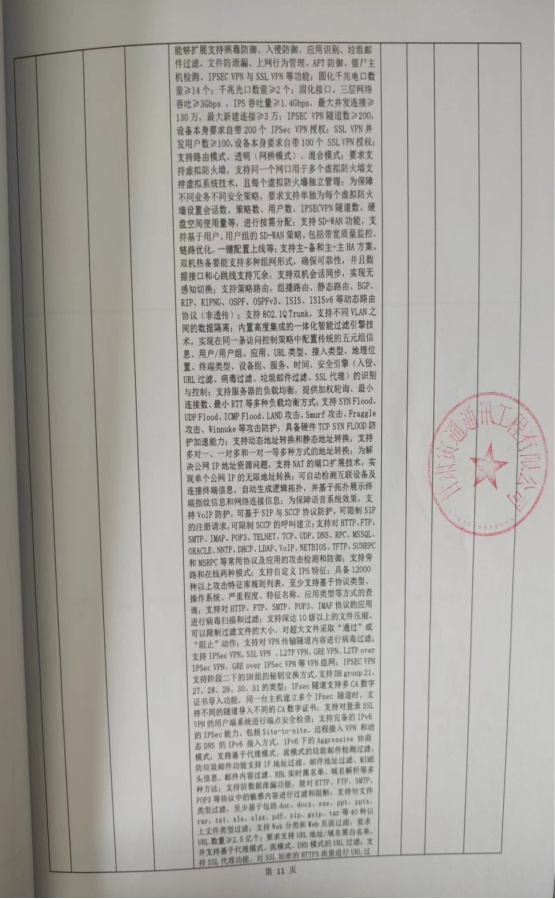 能够扩展支持病毒防御、入侵防御、应用识别、垃圾邮
件过滤、文件防泄漏、上网行为管理、APT 防御、僵尸主
机检测、IPSEC VPN 与 SSL VPN 等功能；固化千兆电口数
量≥14 个；千兆光口数量≥2 个；固化接口，三层网络
吞吐≥3Gbps ，IPS 吞吐量≥1.4Gbps，最大并发连接≥
130 万，最大新建连接≥3 万；IPSEC VPN 隧道数≥200，
设备本身要求自带 200 个 IPSec VPN 授权；SSL VPN 并
发用户数≥100，设备本身要求自带 100 个 SSL VPN 授权；
支持路由模式、透明（网桥模式）、混合模式；要求支
持虚拟防火墙，支持同一个网口用于多个虚拟防火墙支
持虚拟系统技术，且每个虚拟防火墙独立管理；为保障
不同业务不同安全策略，要求支持单独为每个虚拟防火
墙设置会话数、策略数、用户数、IPSECVPN 隧道数、硬
盘空间使用量等，进行按需分配；支持 SD-WAN 功能，支
持基于用户、用户组的 SD-WAN 策略，包括带宽质量监控、
链路优化、一键配置上线等；支持主-备和主-主 HA 方案，
双机热备要能支持多种组网形式，确保可靠性，并且数
据接口和心跳线支持冗余，支持双机会话同步，实现无
感知切换；支持策略路由、组播路由、静态路由、BGP、
RIP、RIPNG、OSPF、OSPFv3、ISIS、ISISv6 等动态路由
协议（非透传）；支持 802.1Q Trunk，支持不同 VLAN 之
间的数据隔离；内置高度集成的一体化智能过滤引擎技
术，实现在同一条访问控制策略中配置传统的五元组信
息、用户/用户组、应用、URL 类型、接入类型、地理位
置、终端类型、设备组、服务、时间、安全引擎（入侵、
URL 过滤、病毒过滤、垃圾邮件过滤、SSL 代理）的识别
与控制；支持服务器的负载均衡，提供加权轮询、最小
连接数、最小 RTT 等多种负载均衡方式；支持 SYN Flood、
UDP Flood、ICMP Flood、LAND 攻击、Smurf 攻击、Fraggle
攻击、Winnuke 等攻击防护；具备硬件 TCP SYN FLOOD 防
护加速能力；支持动态地址转换和静态地址转换，支持
多对一、一对多和一对一等多种方式的地址转换；为解
决公网 IP 地址资源问题，支持 NAT 的端口扩展技术，实
现单个公网 IP 的无限地址转换；可自动检测互联设备及
连接终端信息，自动生成逻辑拓扑，并基于拓扑展示终
端指纹信息和网络连接信息；为保障语音系统效果，支
持 VoIP 防护，可基于 SIP 与 SCCP 协议防护，可限制 SIP
的注册请求，可限制 SCCP 的呼叫建立；支持对 HTTP、FTP、
SMTP、IMAP、POP3、TELNET、TCP、UDP、DNS、RPC、MSSQL、
ORACLE、NNTP、DHCP、LDAP、VoIP、NETBIOS、TFTP、SUNRPC
和 MSRPC 等常用协议及应用的攻击检测和防御；支持旁
路和在线两种模式；支持自定义 IPS 特征；具备 12000
种以上攻击特征库规则列表，至少支持基于协议类型、
操作系统、严重程度、特征名称、应用类型等方式的查
询；支持对 HTTP、FTP、SMTP、POP3、IMAP 协议的应用
进行病毒扫描和过滤；支持深达 10 级以上的文件压缩，
可以限制过滤文件的大小，对超大文件采取“通过”或
“阻止”动作；支持对 VPN 传输隧道内容进行病毒过滤；
支持 IPSec VPN、SSL VPN 、L2TP VPN、GRE VPN、L2TP over
IPSec VPN、GRE over IPSec VPN 等 VPN 组网；IPSEC VPN
支持阶段二下的 DH 组的秘钥交换方式，支持 DH group 21、
27、28、29、30、31 的类型；IPsec 隧道支持多 CA 数字
证书导入功能，同一台主机建立多个 IPsec 隧道时，支
持不同的隧道导入不同的 CA 数字证书；支持对登录 SSL
VPN 的用户端系统进行端点安全检查；支持完备的 IPv6
的 IPSec 能力，包括 Site-to-site、远程接入 VPN 和动
态 DNS 的 IPv6 接入方式，IPv6 下的 Aggressive 协商
模式；支持基于代理模式、流模式的垃圾邮件检测过滤，
防垃圾邮件功能支持 IP 地址过滤、邮件地址过滤、MIME
头信息、邮件内容过滤、RBL 实时黑名单、域名解析等多
种方法；支持防数据泄漏功能，能对 HTTP、FTP、SMTP、
POP3 等协议中的敏感内容进行过滤和阻断；支持对文件
类型过滤，至少基于包括 doc、docx、exe、ppt、pptx、
rar、txt、xls、xlsx、pdf、zip、gzip、tar 等 40 种以
上文件类型过滤；支持 Web 分类和 Web 页面过滤，要求
URL 数量≥2.5 亿个；要求支持 URL 地址/域名黑白名单，
并支持基于代理模式、流模式、DNS 模式的 URL 过滤；支
持 SSL 代理功能，对 SSL 加密的 HTTPS 流量进行 URL 过
第 11 页
通通讯工程有限公司